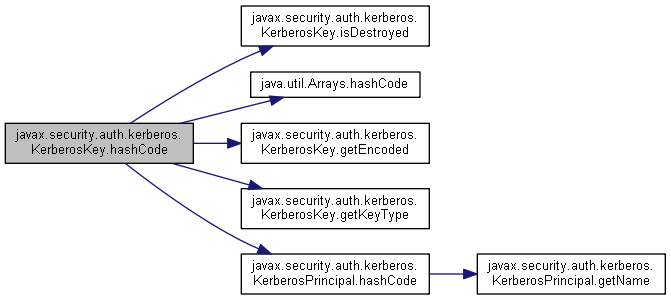 javax.security.auth.kerberos.
KerberosKey.isDestroyed
java.util.Arrays.hashCode
javax.security.auth.kerberos.
KerberosKey.hashCode
javax.security.auth.kerberos.
KerberosKey.getEncoded
javax.security.auth.kerberos.
KerberosKey.getKeyType
javax.security.auth.kerberos.
KerberosPrincipal.hashCode
javax.security.auth.kerberos.
KerberosPrincipal.getName